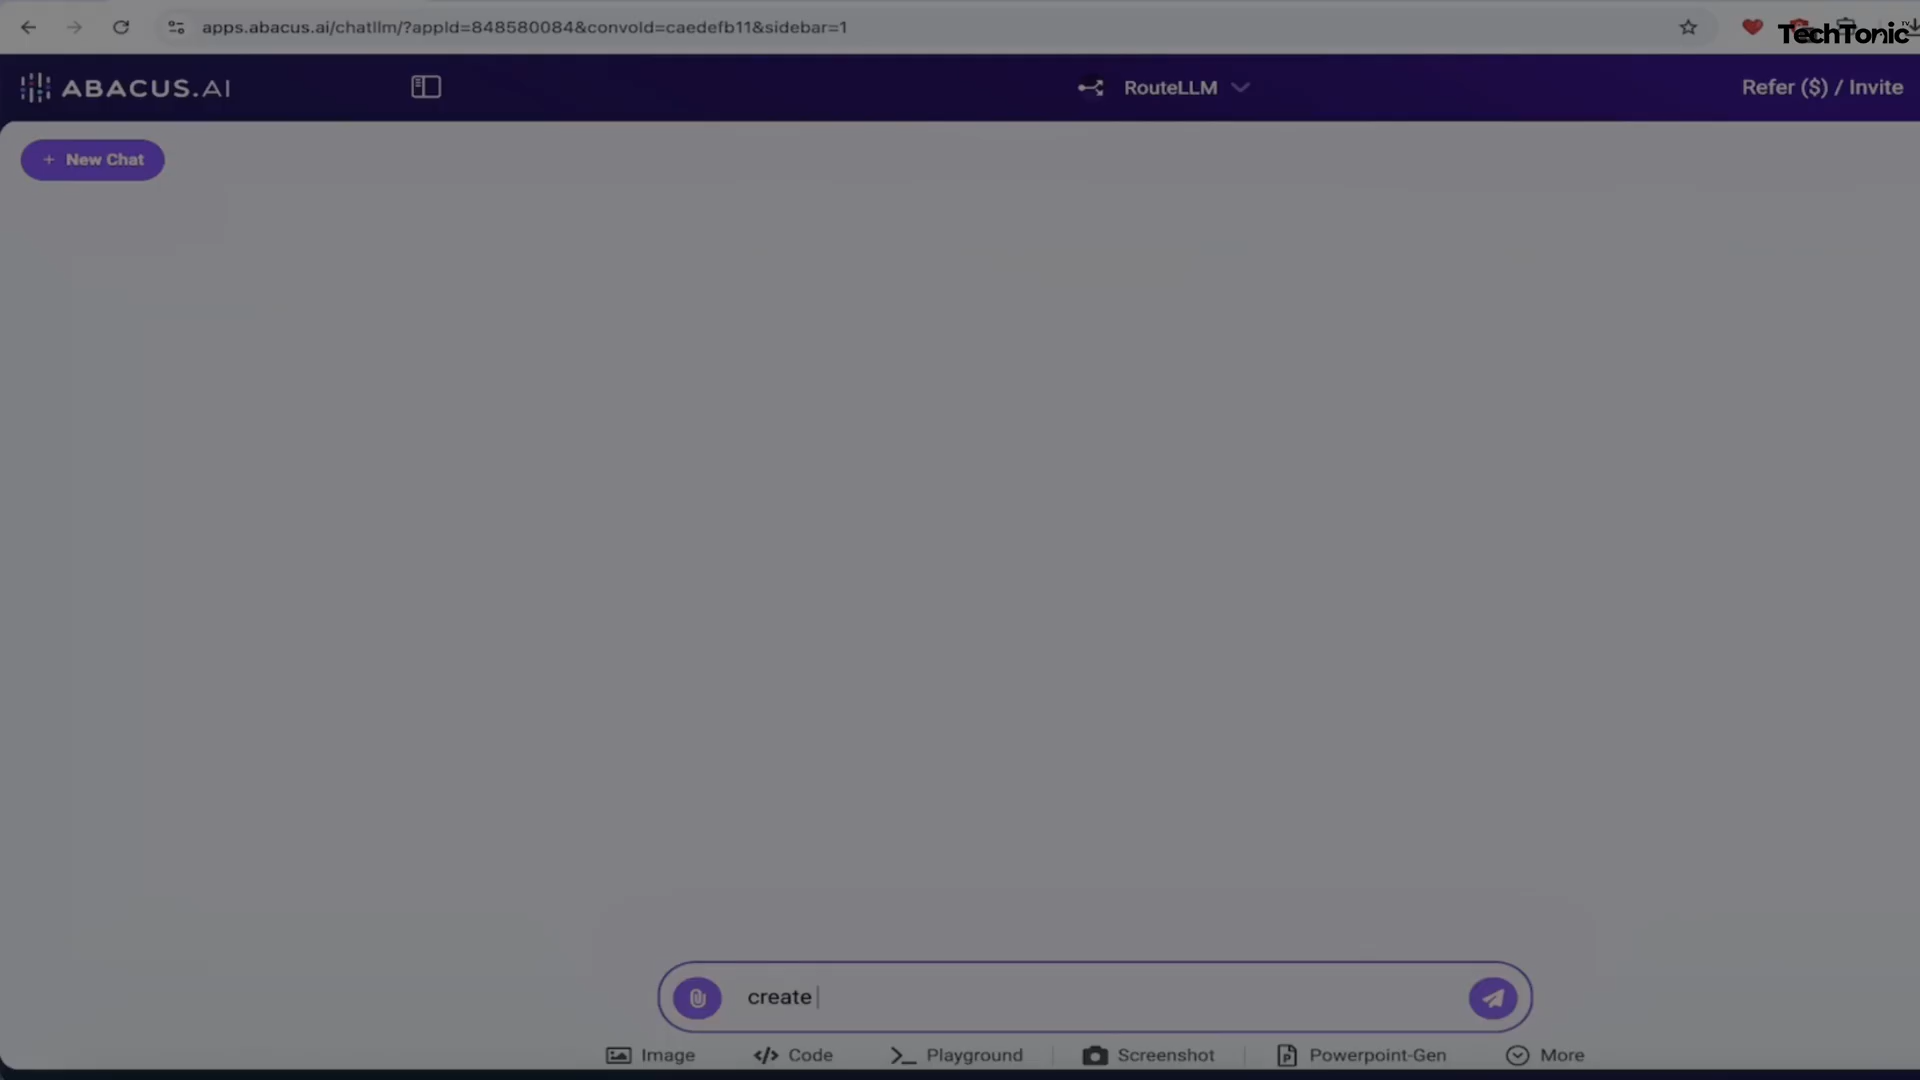 apps.abacus.ai/chatllm/?appId=848580084&convoId=caedefb11&sidebar=1
TechTonic TV
ABACUS.AI
RouteLLM
Refer ($) / Invite
+ New Chat
create
Image
</> Code
>_ Playground
Screenshot
Powerpoint-Gen
More